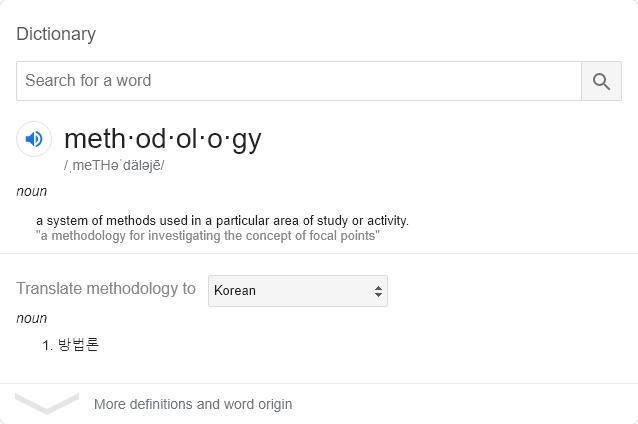 Dictionary
Search for a word
meth·od·ol·o·gy
/ˌmeTHəˈdäləjē/
noun
a system of methods used in a particular area of study or activity.
"a methodology for investigating the concept of focal points"
Translate methodology to Korean
noun
1. 방법론
More definitions and word origin